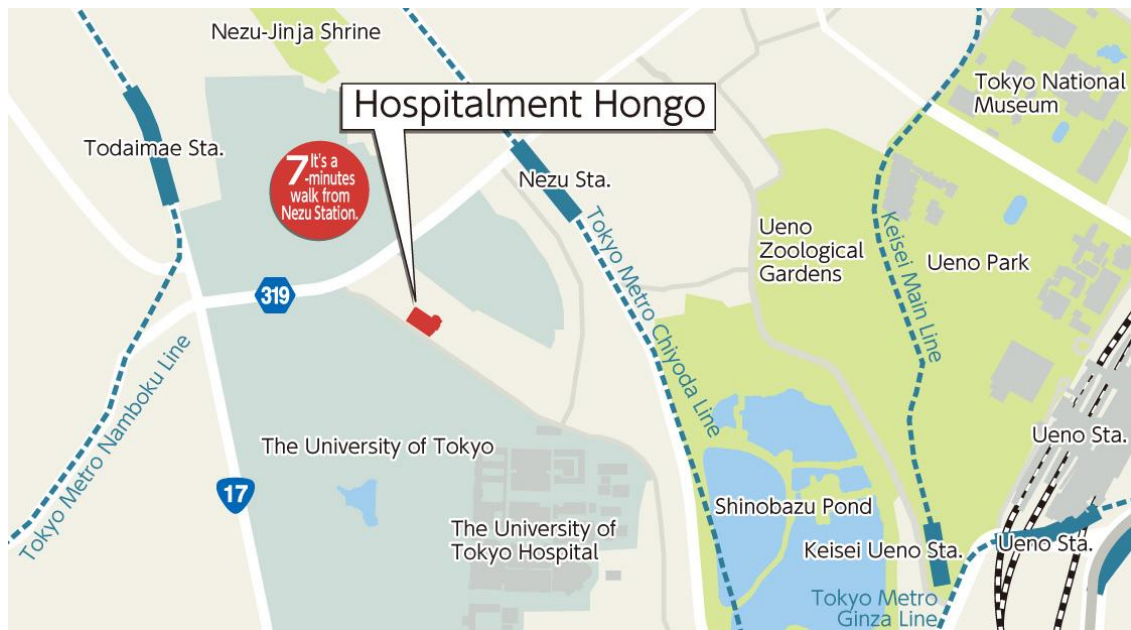 Nezu-Jinja Shrine
Hospitalment Hongo
Tokyo National
Museum
Todaimae Sta.
7 It's a
-minutes
walk from
Nezu Station.
Nezu Sta.
Ueno
Zoological
Gardens
Ueno Park
Keisei Main Line
Tokyo Metro Chiyoda Line
319
Tokyo Metro Namboku Line
The University of Tokyo
Ueno Sta.
17
Shinobazu Pond
The University of
Tokyo Hospital
Keisei Ueno Sta.
Ueno Sta.
Tokyo Metro
Ginza Line